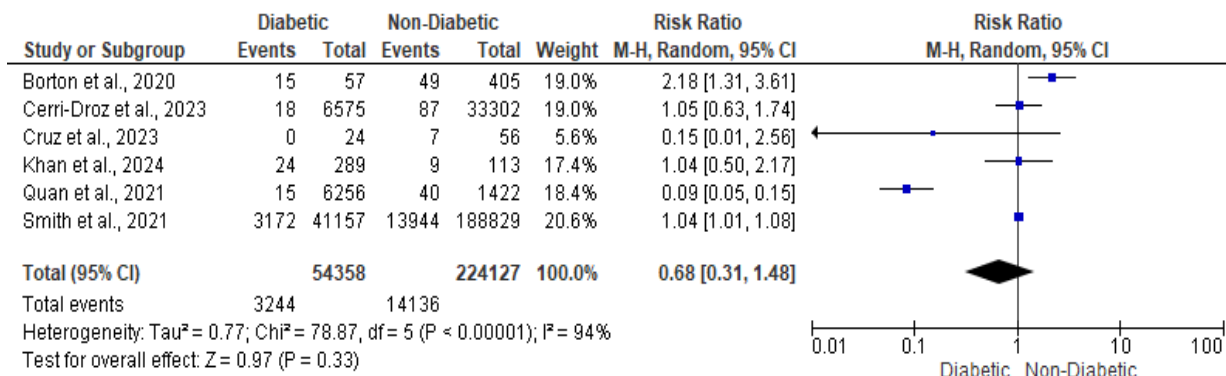 Diabetic Non-Diabetic Risk Ratio Risk Ratio
Study or Subgroup Events Total Events Total Weight M-H, Random, 95% CI M-H, Random, 95% CI
Borton et al., 2020 15 57 49 405 19.0% 2.18 [1.31, 3.61]
Cerri-Droz et al., 2023 18 6575 87 33302 19.0% 1.05 [0.63, 1.74]
Cruz et al., 2023 0 24 7 56 5.6% 0.15 [0.01, 2.56]
Khan et al., 2024 24 289 9 113 17.4% 1.04 [0.50, 2.17]
Quan et al., 2021 15 6256 40 1422 18.4% 0.09 [0.05, 0.15]
Smith et al., 2021 3172 41157 13944 188829 20.6% 1.04 [1.01, 1.08]
Total (95% CI) 54358 224127 100.0% 0.68 [0.31, 1.48]
Total events 3244 14136
Heterogeneity: Tau² = 0.77; Chi² = 78.87, df = 5 (P < 0.00001); I² = 94%
Test for overall effect: Z = 0.97 (P = 0.33)
0.01 0.1 1 10 100
Diabetic Non-Diabetic